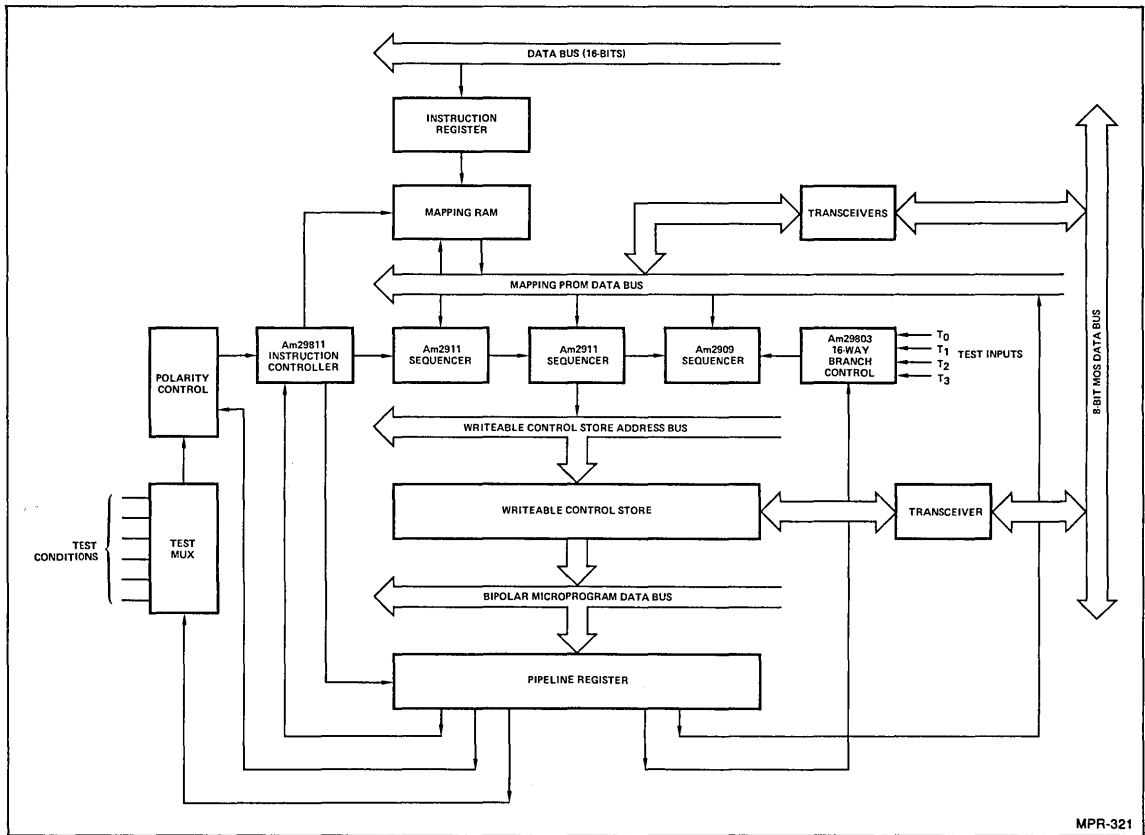 DATA BUS (16-BITS)
INSTRUCTION
REGISTER
MAPPING RAM
TRANSCEIVERS
MAPPING PROM DATA BUS
POLARITY
CONTROL
Am29811
INSTRUCTION
CONTROLLER
Am2911
SEQUENCER
Am2911
SEQUENCER
Am2909
SEQUENCER
Am29803
16-WAY
BRANCH
CONTROL
T0
T1
T2
T3
TEST INPUTS
8-BIT MOS DATA BUS
WRITEABLE CONTROL STORE ADDRESS BUS
WRITEABLE CONTROL STORE
TRANSCEIVER
TEST
CONDITIONS
TEST
MUX
BIPOLAR MICROPROGRAM DATA BUS
PIPELINE REGISTER
MPR-321